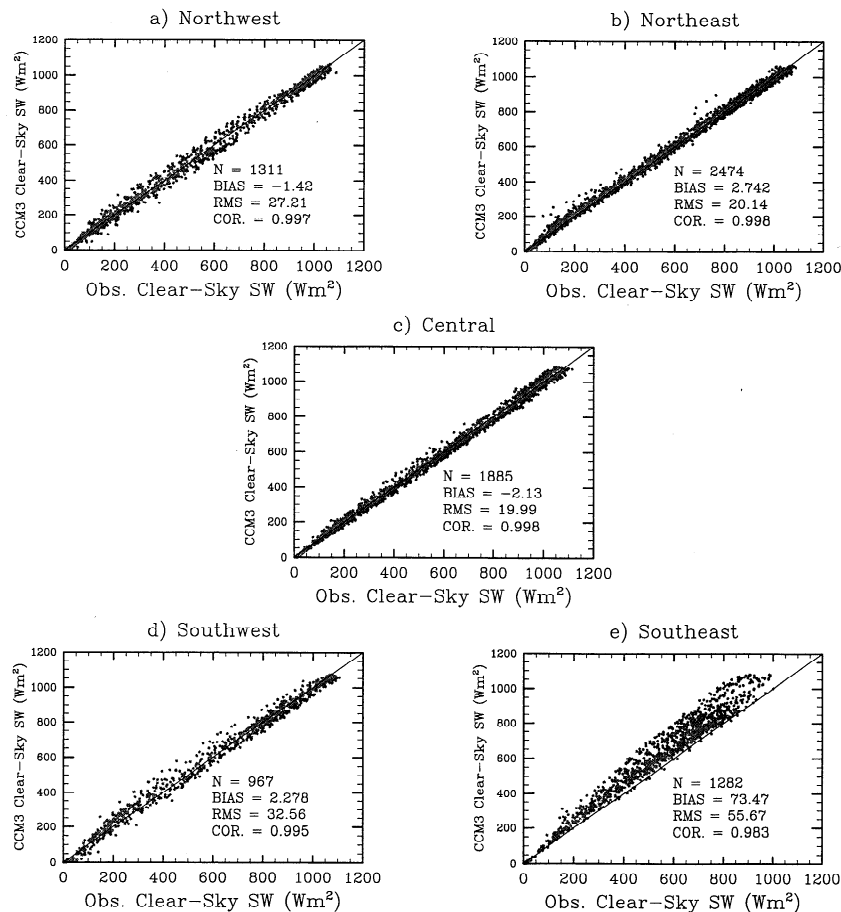 a) Northwest
CCM3 Clear-Sky SW (Wm²)
1200
1000
800
600
400
200
0
N = 1311
BIAS = -1.42
RMS = 27.21
COR. = 0.997
0 200 400 600 800 1000 1200
Obs. Clear-Sky SW (Wm²)
b) Northeast
CCM3 Clear-Sky SW (Wm²)
1200
1000
800
600
400
200
0
N = 2474
BIAS = 2.742
RMS = 20.14
COR. = 0.998
0 200 400 600 800 1000 1200
Obs. Clear-Sky SW (Wm²)
c) Central
CCM3 Clear-Sky SW (Wm²)
1200
1000
800
600
400
200
0
N = 1885
BIAS = -2.13
RMS = 19.99
COR. = 0.998
0 200 400 600 800 1000 1200
Obs. Clear-Sky SW (Wm²)
d) Southwest
CCM3 Clear-Sky SW (Wm²)
1200
1000
800
600
400
200
0
N = 967
BIAS = 2.278
RMS = 32.56
COR. = 0.995
0 200 400 600 800 1000 1200
Obs. Clear-Sky SW (Wm²)
e) Southeast
CCM3 Clear-Sky SW (Wm²)
1200
1000
800
600
400
200
0
N = 1282
BIAS = 73.47
RMS = 55.67
COR. = 0.983
0 200 400 600 800 1000 1200
Obs. Clear-Sky SW (Wm²)